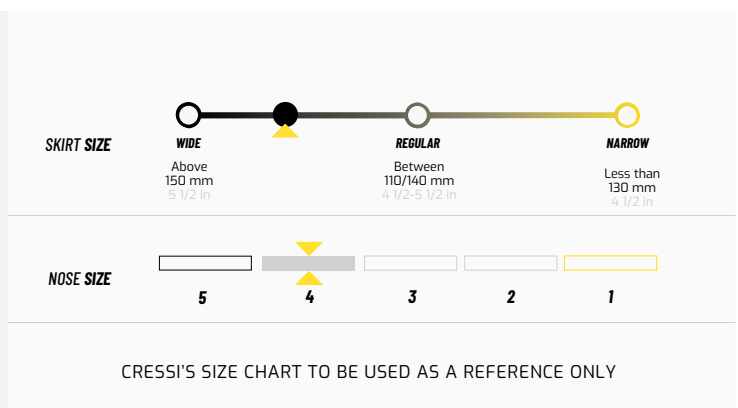 SKIRT SIZE
WIDE
REGULAR
NARROW
Above
150 mm
5 1/2 in
Between
110/140 mm
4 1/2-5 1/2 in
Less than
130 mm
4 1/2 in
NOSE SIZE
5
4
3
2
1
CRESSI'S SIZE CHART TO BE USED AS A REFERENCE ONLY